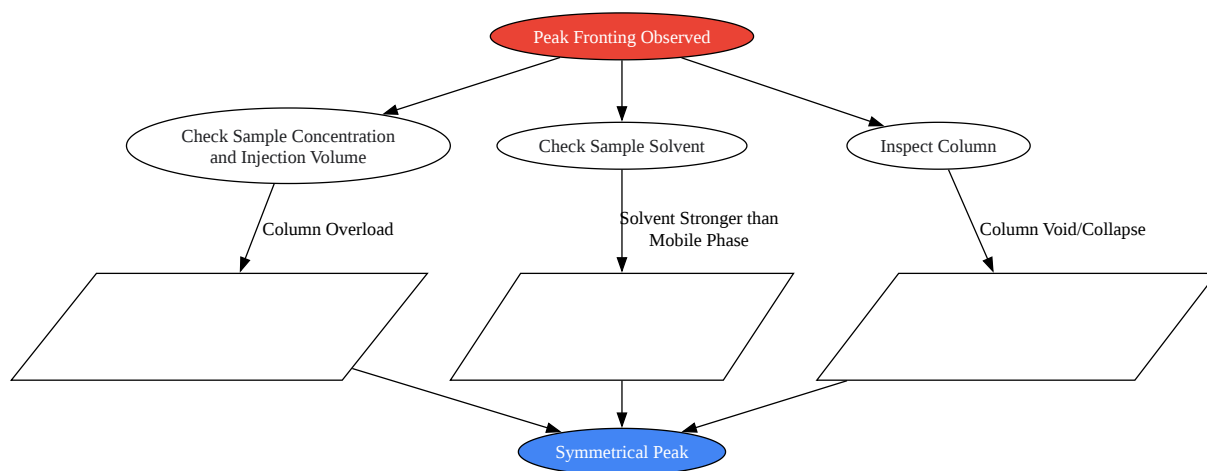 Peak Fronting Observed
Check Sample Concentration
and Injection Volume
Check Sample Solvent
Inspect Column
Column Overload
Solvent Stronger than
Mobile Phase
Column Void/Collapse
Symmetrical Peak